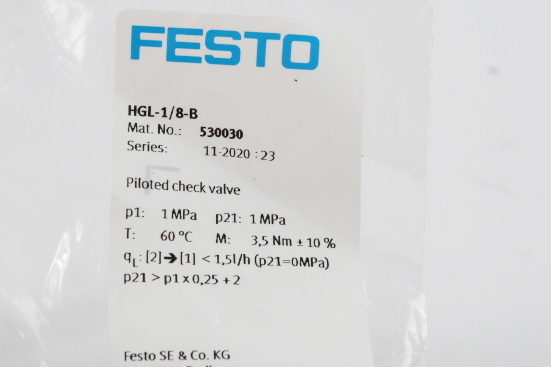 FESTO
HGL-1/8-B
Mat. No.: 530030
Series: 11-2020 : 23
Piloted check valve
p1: 1 MPa p21: 1 MPa
T: 60 °C M: 3,5 Nm ± 10 %
qL: [2]➔[1] < 1,5l/h (p21=0MPa)
p21 > p1 x 0,25 + 2
Festo SE & Co. KG